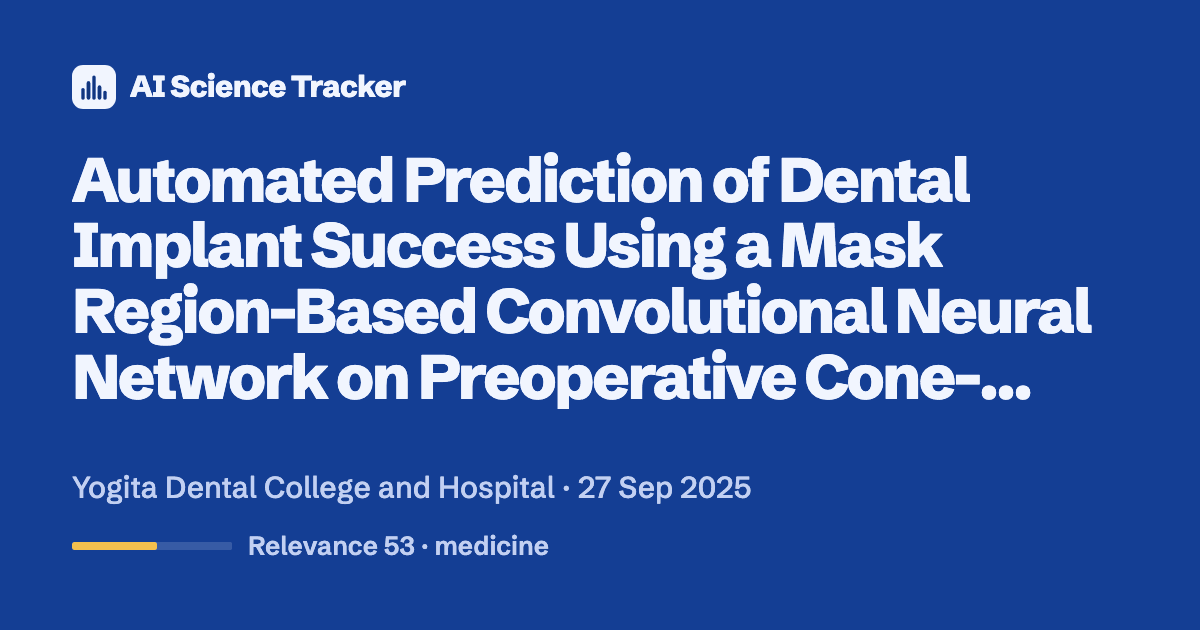 AI Science Tracker
Automated Prediction of Dental
Implant Success Using a Mask
Region-Based Convolutional Neural
Network on Preoperative Cone-...
Yogita Dental College and Hospital · 27 Sep 2025
Relevance 53 · medicine